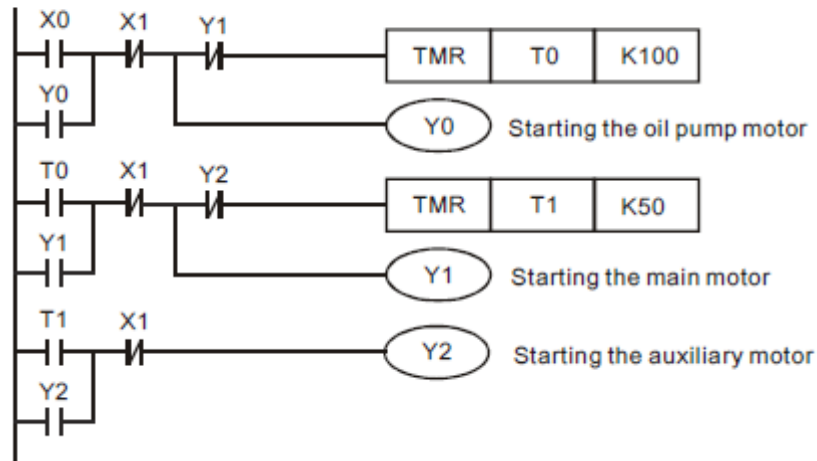 X0 X1 Y1
TMR T0 K100
Y0
Y0 Starting the oil pump motor
T0 X1 Y2
TMR T1 K50
Y1
Y1 Starting the main motor
T1 X1
Y2 Starting the auxiliary motor
Y2